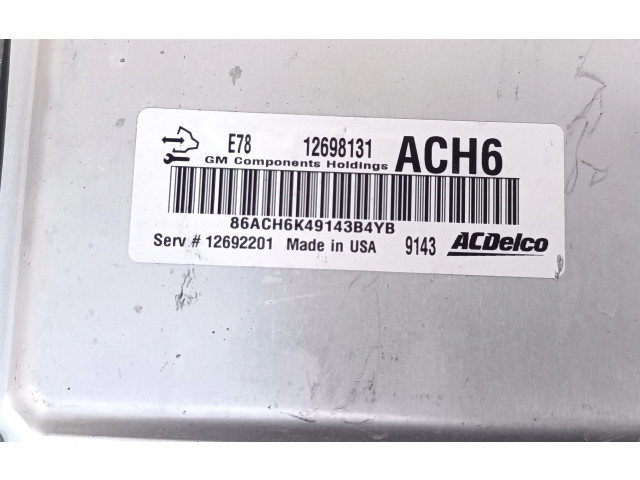 E78 12698131 ACH6
GM Components Holdings
86ACH6K49143B4YB
Serv.# 12692201 Made in USA 9143 ACDelco